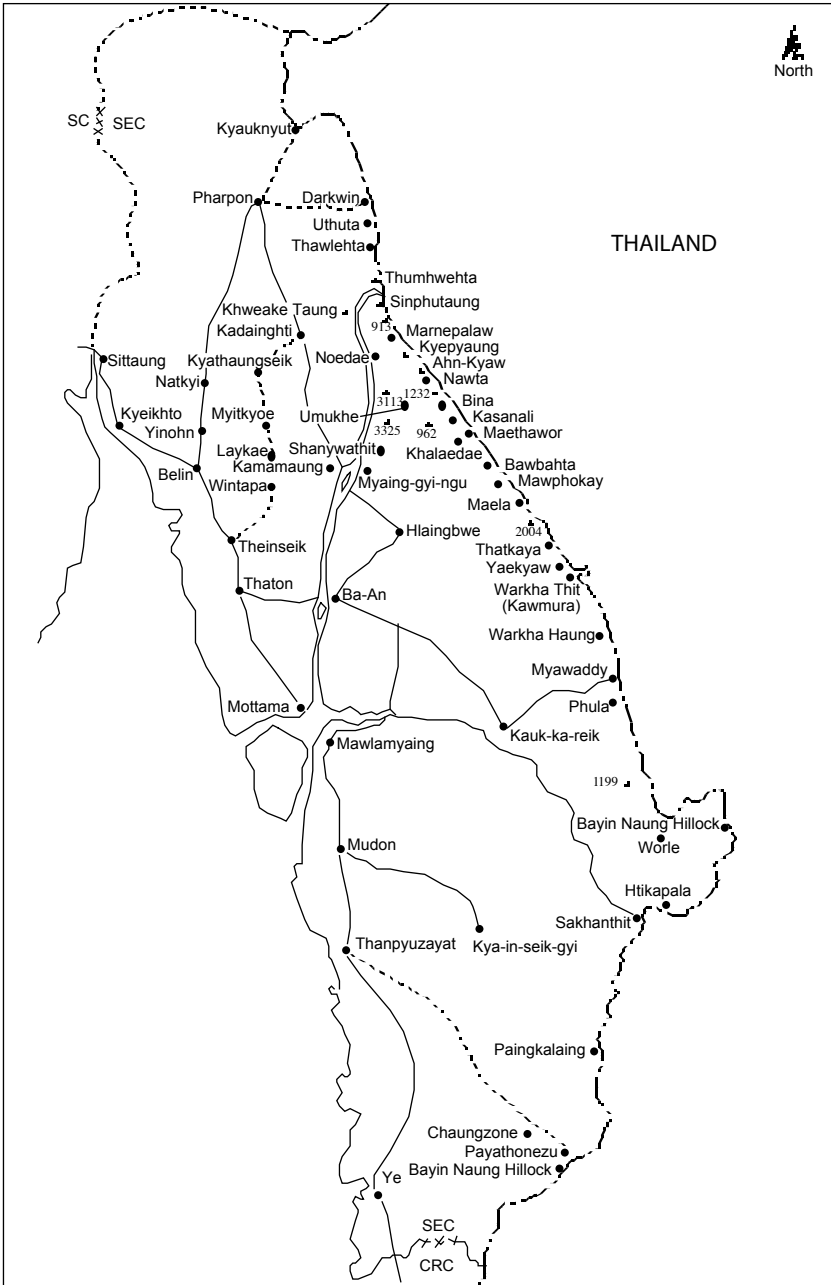 North
SC SEC
Kyauknyut
Pharpon Darkwin
Uthuta
Thawlehta
THAILAND
Thumhwehta
Sinphutaung
Khweake Taung
913
Marnepalaw
Kadainghti
Kyepyaung
Noedae
Ahn-Kyaw
Sittaung
Kyathaungseik
Nawta
Natkyi
3113
1232
Bina
Umukhe
Kasanali
Kyeikhto
Myitkyoe
3325
962
Maethawor
Yinohn
Khalaedae
Laykae
Shanywathit
Bawbahta
Belin
Kamamaung
Myaing-gyi-ngu
Mawphokay
Wintapa
Maela
2004
Hlaingbwe
Theinseik
Thatkaya
Yaekyaw
Thaton
Ba-An
Warkha Thit
(Kawmura)
Warkha Haung
Myawaddy
Mottama
Phula
Kauk-ka-reik
Mawlamyaing
1199
Bayin Naung Hillock
Mudon
Worle
Htikapala
Sakhanthit
Thanpyuzayat
Kya-in-seik-gyi
Paingkalaing
Chaungzone
Payathonezu
Bayin Naung Hillock
Ye
SEC
CRC